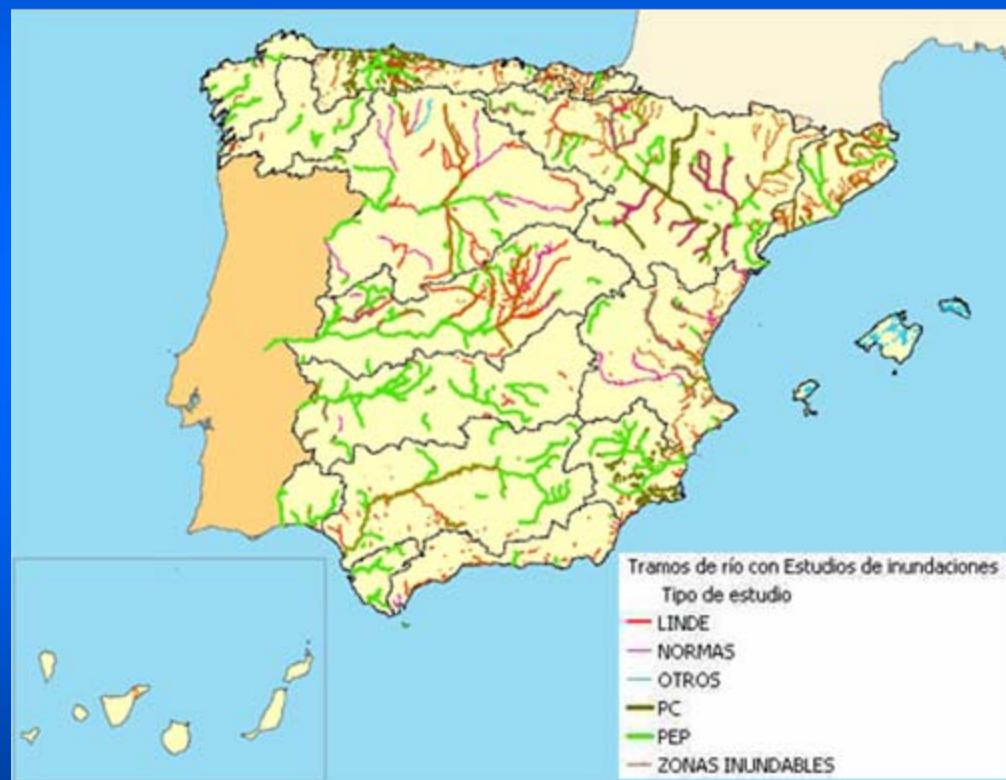 Tramos de río con Estudios de inundaciones
Tipo de estudio
LINDE
NORMAS
OTROS
PC
PEP
ZONAS INUNDABLES